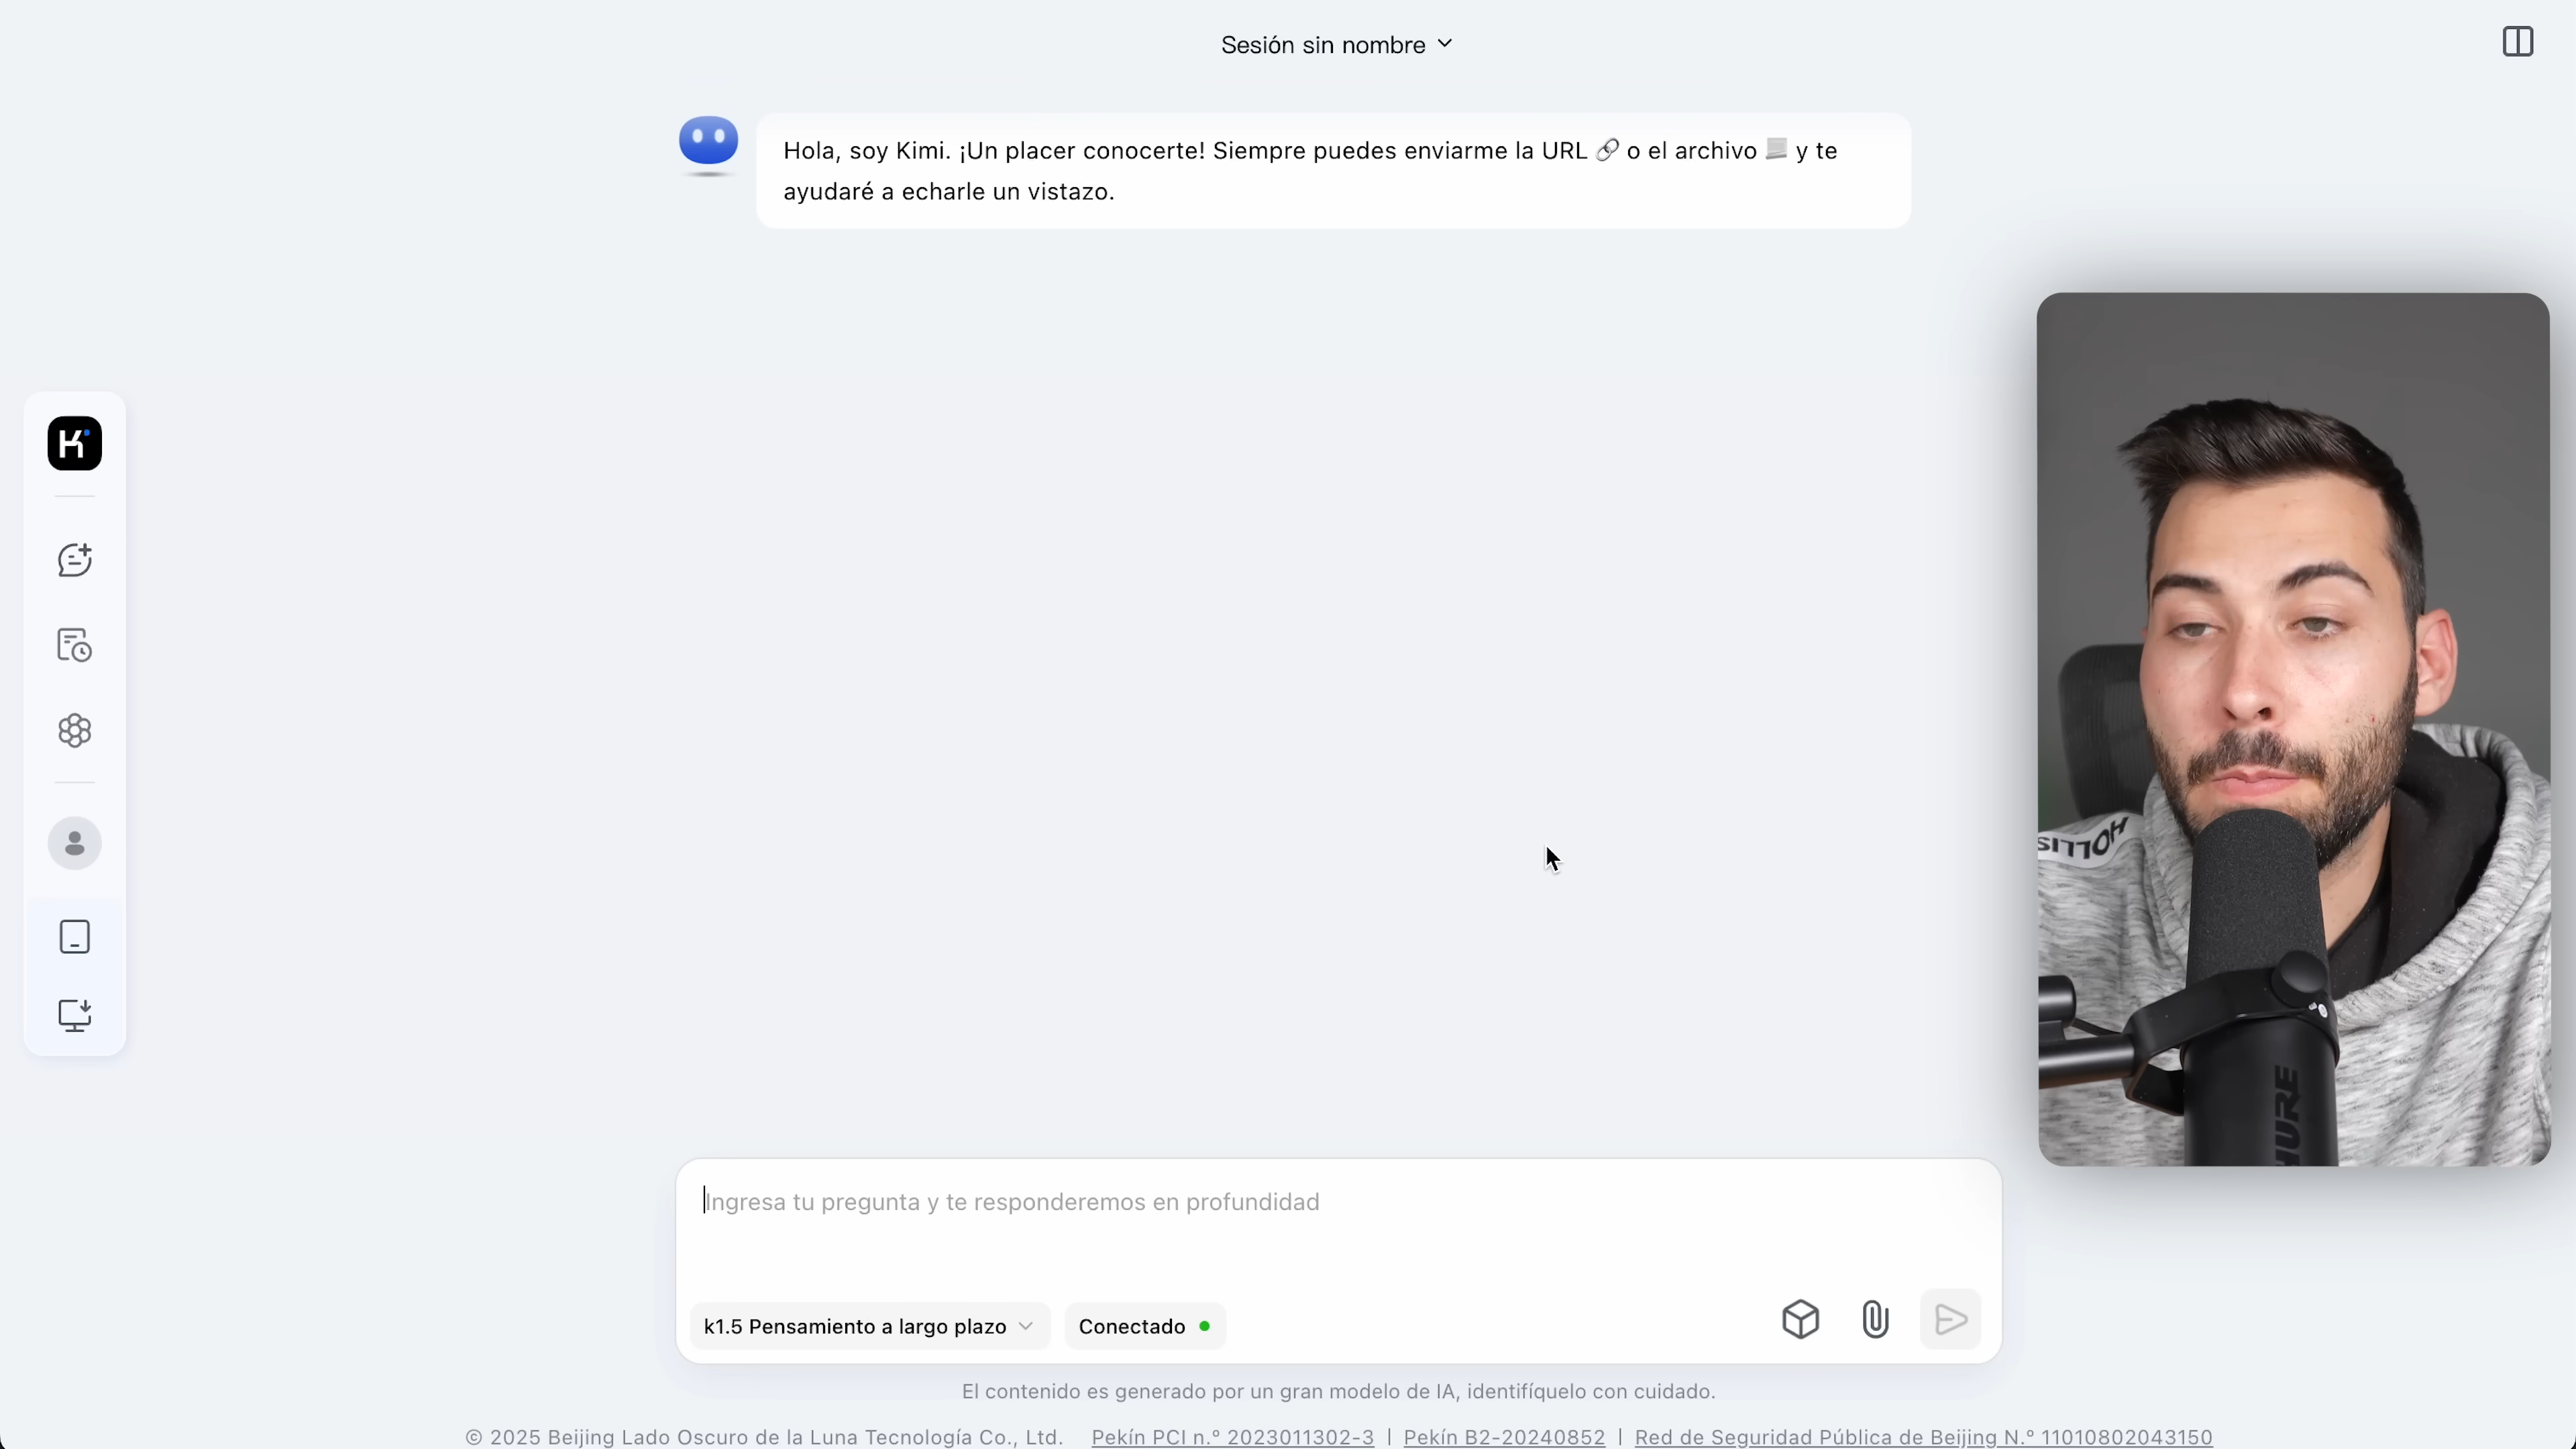 Sesión sin nombre
Hola, soy Kimi. ¡Un placer conocerte! Siempre puedes enviarme la URL 🔗 o el archivo 📃 y te
ayudaré a echarle un vistazo.
K
HOLLIS
HURE
Ingresa tu pregunta y te responderemos en profundidad
k1.5 Pensamiento a largo plazo
Conectado
El contenido es generado por un gran modelo de IA, identifíquelo con cuidado.
© 2025 Beijing Lado Oscuro de la Luna Tecnología Co., Ltd. Pekín PCI n.º 2023011302-3 | Pekín B2-20240852 | Red de Seguridad Pública de Beijing N.º 11010802043150